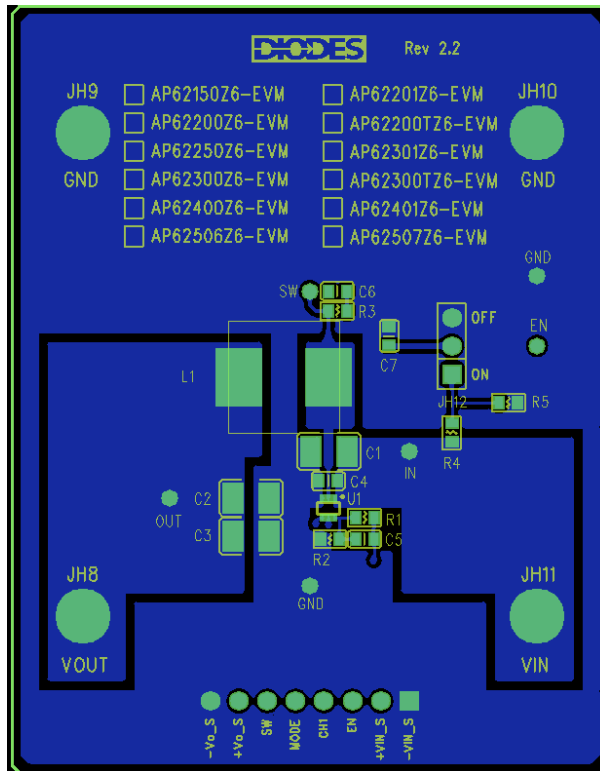 DIODES Rev 2.2
JH9 JH10
AP62150Z6-EVM AP62201Z6-EVM
AP62200Z6-EVM AP62200TZ6-EVM
AP62250Z6-EVM AP62301Z6-EVM
GND AP62300Z6-EVM AP62300TZ6-EVM GND
AP62400Z6-EVM AP62401Z6-EVM
AP62506Z6-EVM AP62507Z6-EVM
GND
SW C6
R3 OFF EN
C7
L1 ON
JH12 R5
C1 R4
IN
C4
C2 U1
OUT
R1
C3 C5
R2
JH8 GND JH11
VOUT VIN
-Vo_S +Vo_S SW MODE CH1 EN +VIN_S -VIN_S